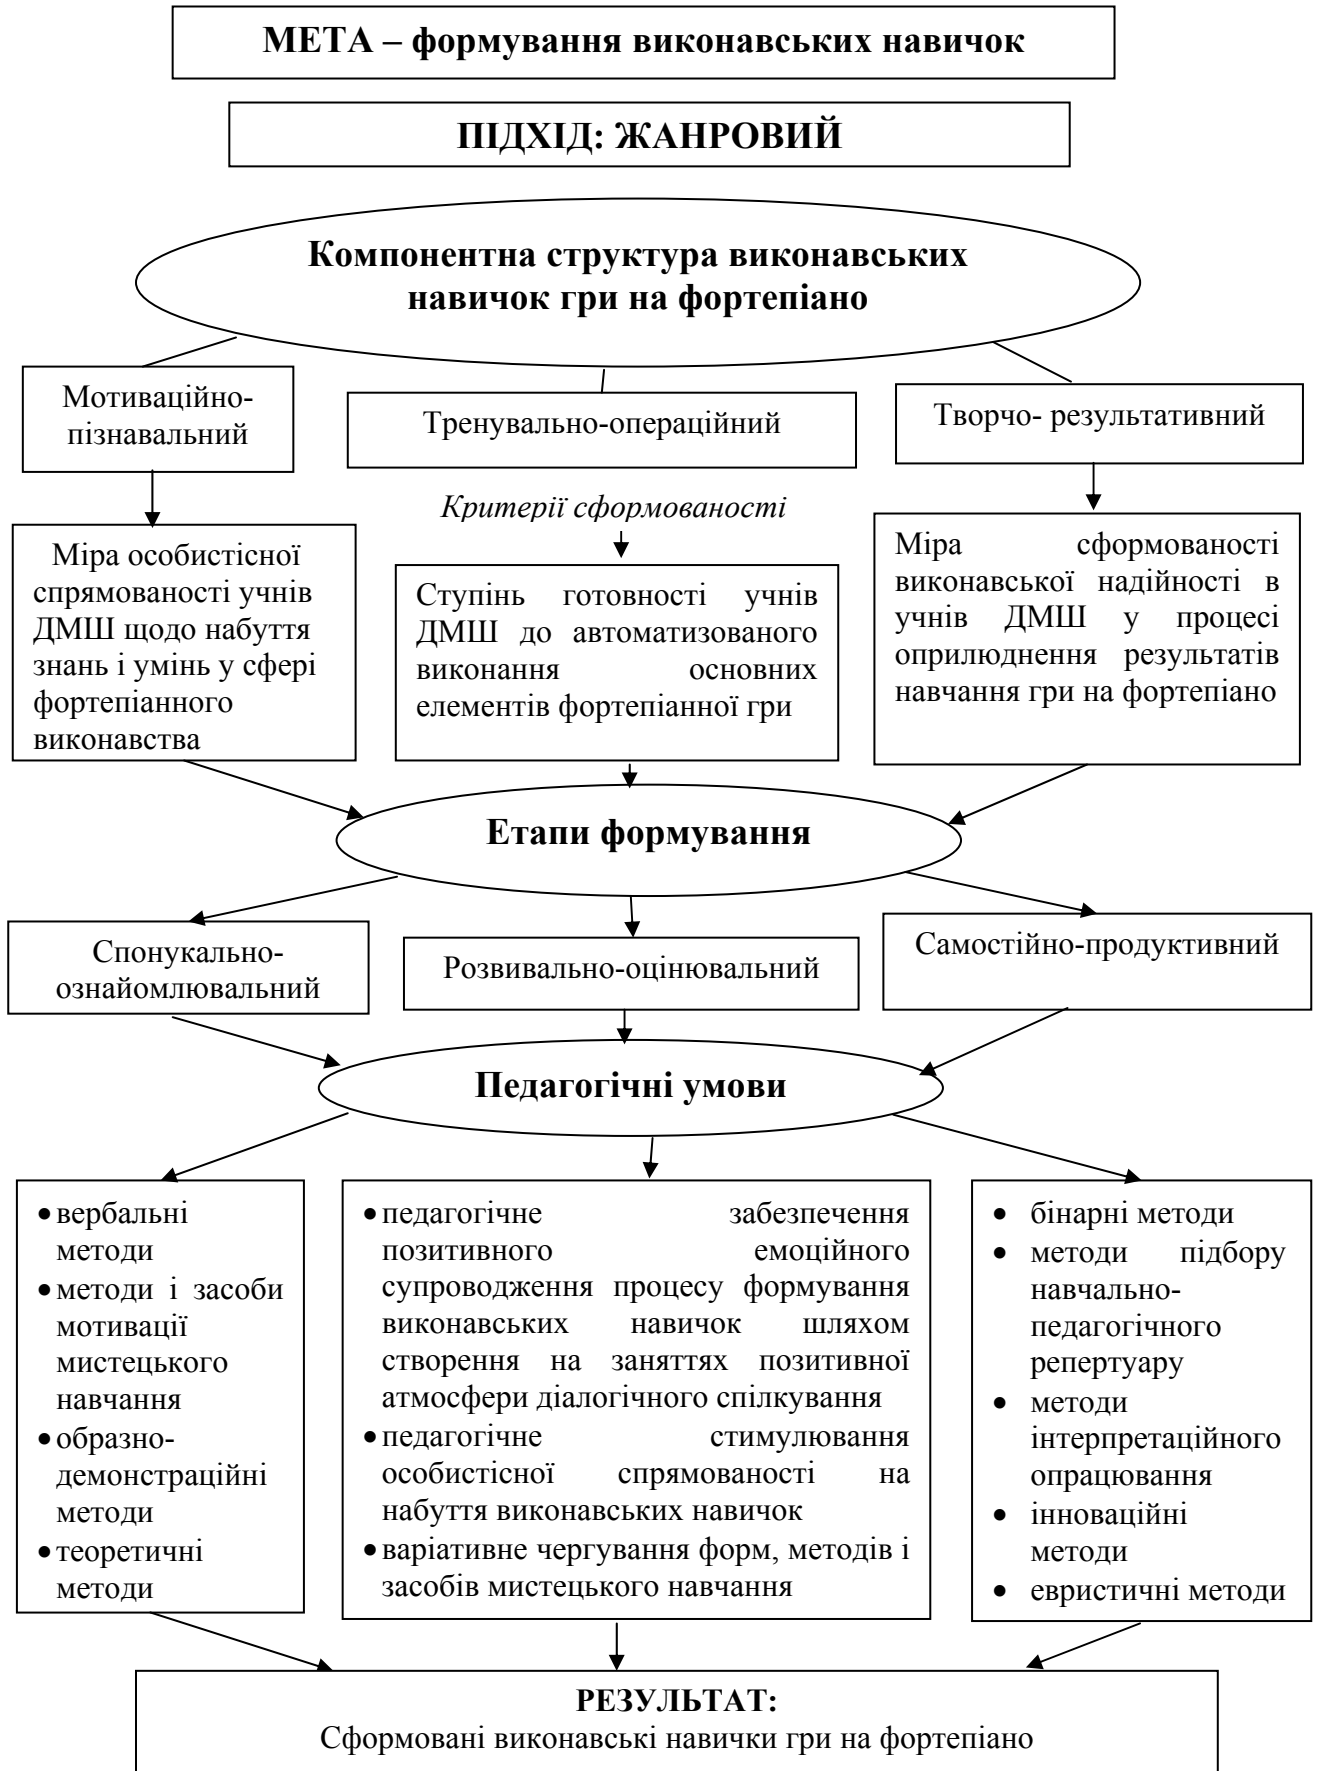 МЕТА – формування виконавських навичок
ПІДХІД: ЖАНРОВИЙ
Компонентна структура виконавських
навичок гри на фортепіано
Мотиваційно-
пізнавальний
Тренувально-операційний
Творчо- результативний
Критерії сформованості
Міра особистісної
спрямованості учнів
ДМШ щодо набуття
знань і умінь у сфері
фортепіанного
виконавства
Ступінь готовності учнів
ДМШ до автоматизованого
виконання основних
елементів фортепіанної гри
Міра сформованості
виконавської надійності в
учнів ДМШ у процесі
оприлюднення результатів
навчання гри на фортепіано
Етапи формування
Спонукально-
ознайомлювальний
Розвивально-оцінювальний
Самостійно-продуктивний
Педагогічні умови
• вербальні
методи
• методи і засоби
мотивації
мистецького
навчання
• образно-
демонстраційні
методи
• теоретичні
методи
• педагогічне забезпечення
позитивного емоційного
супроводження процесу формування
виконавських навичок шляхом
створення на заняттях позитивної
атмосфери діалогічного спілкування
• педагогічне стимулювання
особистісної спрямованості на
набуття виконавських навичок
• варіативне чергування форм, методів і
засобів мистецького навчання
• бінарні методи
• методи підбору
навчально-
педагогічного
репертуару
• методи
інтерпретаційного
опрацювання
• інноваційні
методи
• евристичні методи
РЕЗУЛЬТАТ:
Сформовані виконавські навички гри на фортепіано